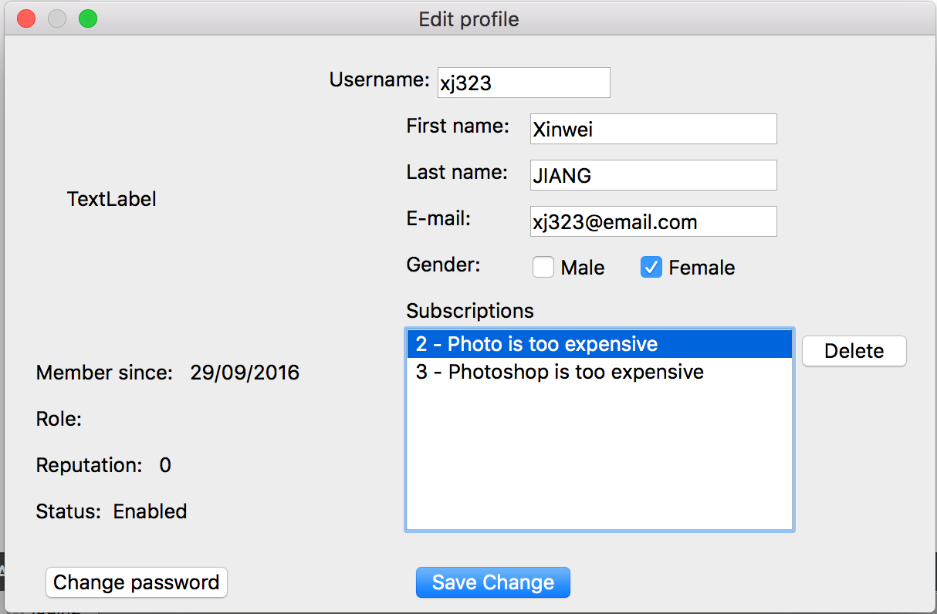 Edit profile
Username: xj323
First name: Xinwei
Last name: JIANG
TextLabel
E-mail: xj323@email.com
Gender: Male Female
Subscriptions
2 - Photo is too expensive
Delete
3 - Photoshop is too expensive
Member since: 29/09/2016
Role:
Reputation: 0
Status: Enabled
Change password
Save Change